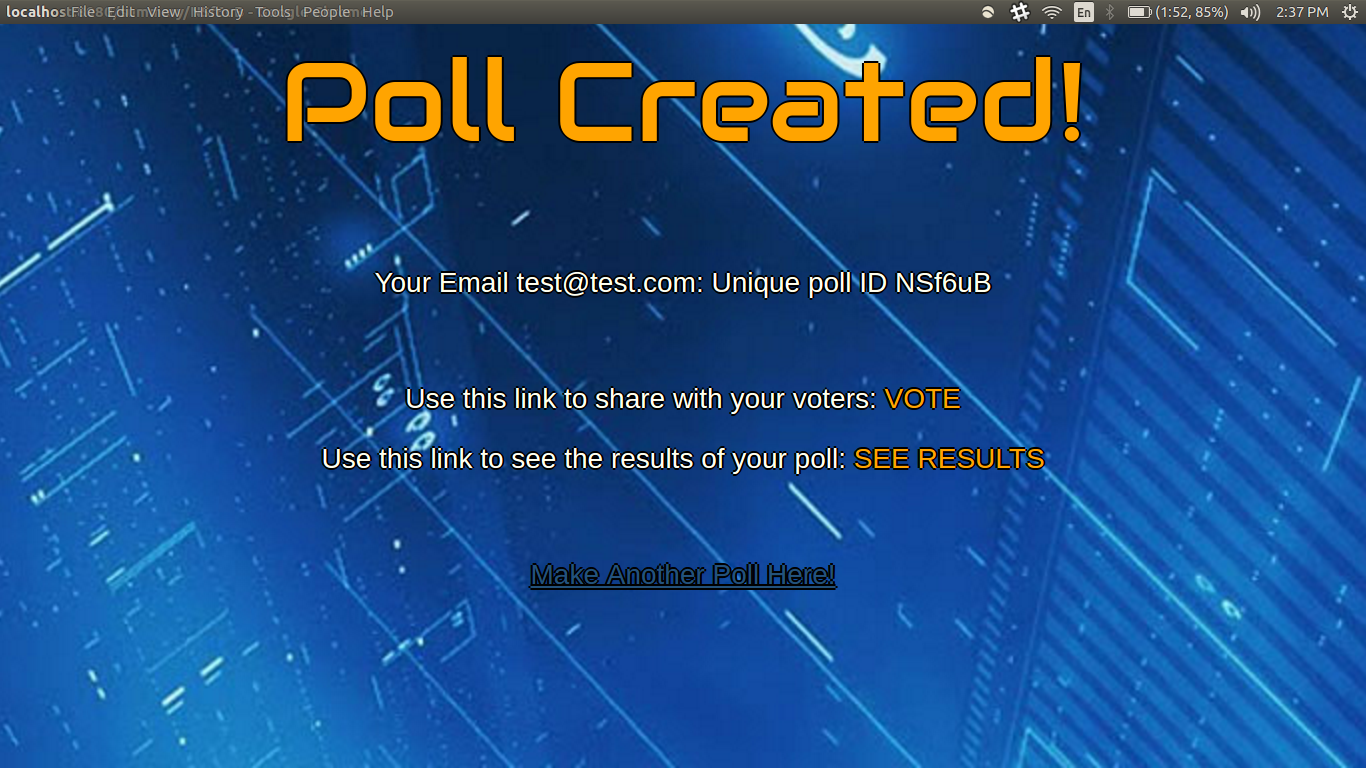 File Edit View History Tools People Help
En (1:52, 85%) 2:37 PM
Poll Created!
Your Email test@test.com: Unique poll ID NSf6uB
Use this link to share with your voters: VOTE
Use this link to see the results of your poll: SEE RESULTS
Make Another Poll Here!